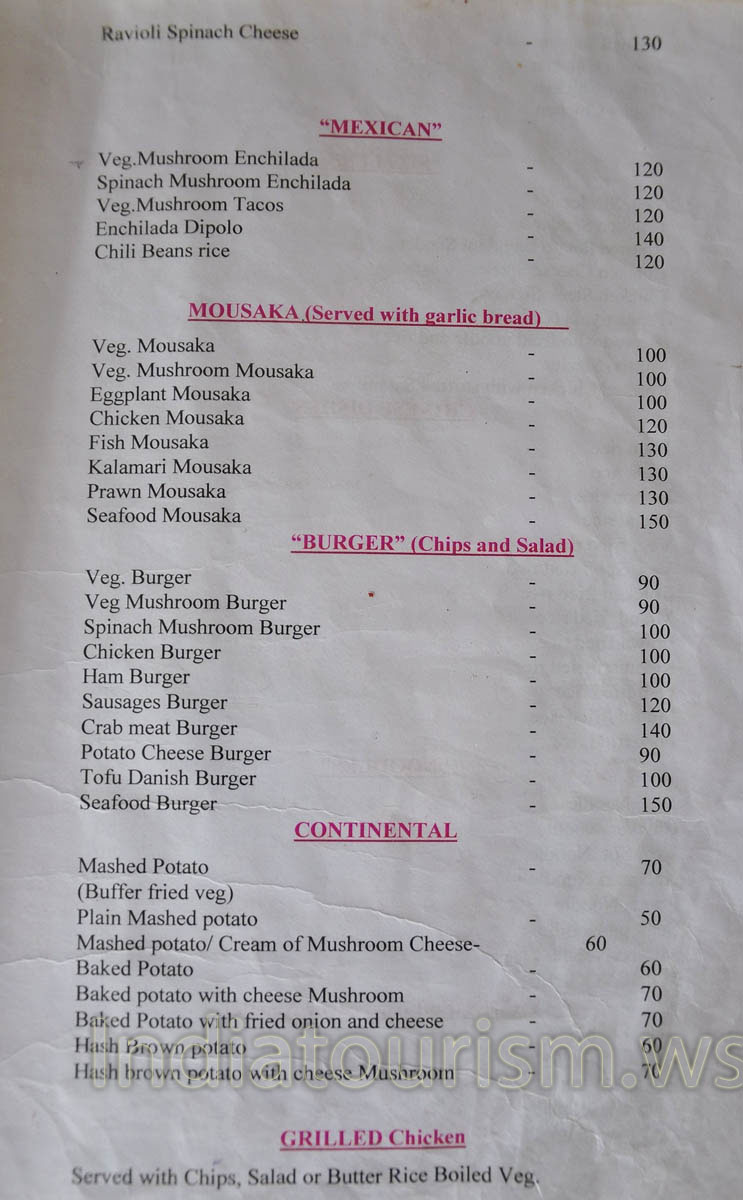 Ravioli Spinach Cheese - 130
“MEXICAN”
Veg.Mushroom Enchilada - 120
Spinach Mushroom Enchilada - 120
Veg.Mushroom Tacos - 120
Enchilada Dipolo - 140
Chili Beans rice - 120
MOUSAKA (Served with garlic bread)
Veg. Mousaka - 100
Veg. Mushroom Mousaka - 100
Eggplant Mousaka - 100
Chicken Mousaka - 120
Fish Mousaka - 130
Kalamari Mousaka - 130
Prawn Mousaka - 130
Seafood Mousaka - 150
“BURGER” (Chips and Salad)
Veg. Burger - 90
Veg Mushroom Burger - 90
Spinach Mushroom Burger - 100
Chicken Burger - 100
Ham Burger - 100
Sausages Burger - 120
Crab meat Burger - 140
Potato Cheese Burger - 90
Tofu Danish Burger - 100
Seafood Burger - 150
CONTINENTAL
Mashed Potato - 70
(Buffer fried veg)
Plain Mashed potato - 50
Mashed potato/ Cream of Mushroom Cheese- 60
Baked Potato - 60
Baked potato with cheese Mushroom - 70
Baked Potato with fried onion and cheese - 70
Hash Brown potato - 60
Hash brown potato with cheese Mushroom - 70
indiatourism.ws
GRILLED Chicken
Served with Chips, Salad or Butter Rice Boiled Veg.